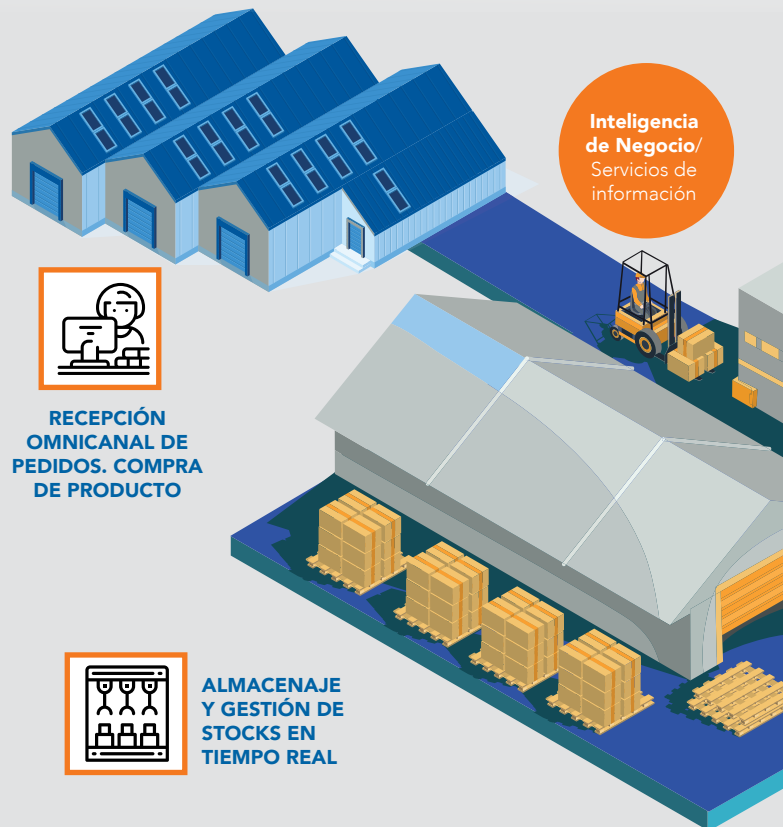 Inteligencia
de Negocio/
Servicios de
información
RECEPCIÓN
OMNICANAL DE
PEDIDOS. COMPRA
DE PRODUCTO
ALMACENAJE
Y GESTIÓN DE
STOCKS EN
TIEMPO REAL